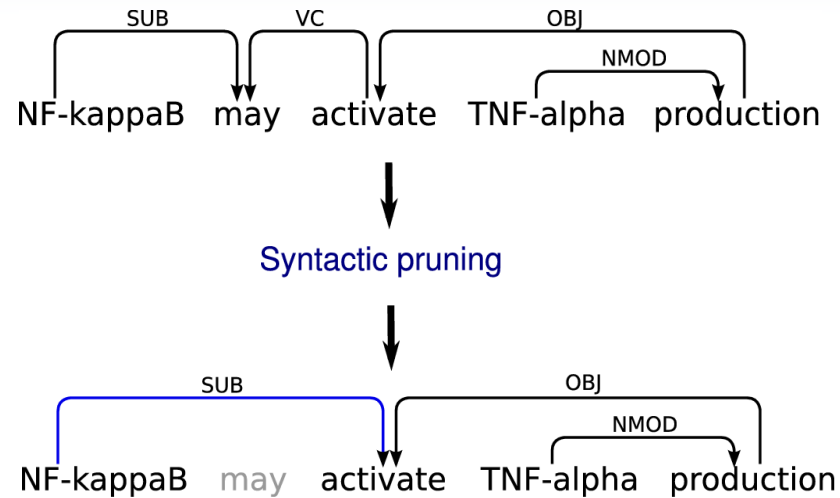 SUB VC OBJ
NMOD
NF-kappaB may activate TNF-alpha production
Syntactic pruning
SUB OBJ
NMOD
NF-kappaB may activate TNF-alpha production